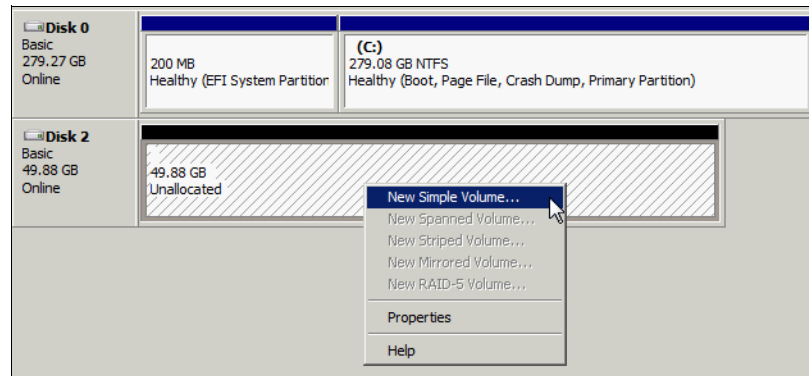 Disk 0
Basic
279.27 GB
Online
200 MB
Healthy (EFI System Partition
(C:)
279.08 GB NTFS
Healthy (Boot, Page File, Crash Dump, Primary Partition)
Disk 2
Basic
49.88 GB
Online
49.88 GB
Unallocated
New Simple Volume...
New Spanned Volume...
New Striped Volume...
New Mirrored Volume...
New RAID-5 Volume...
Properties
Help